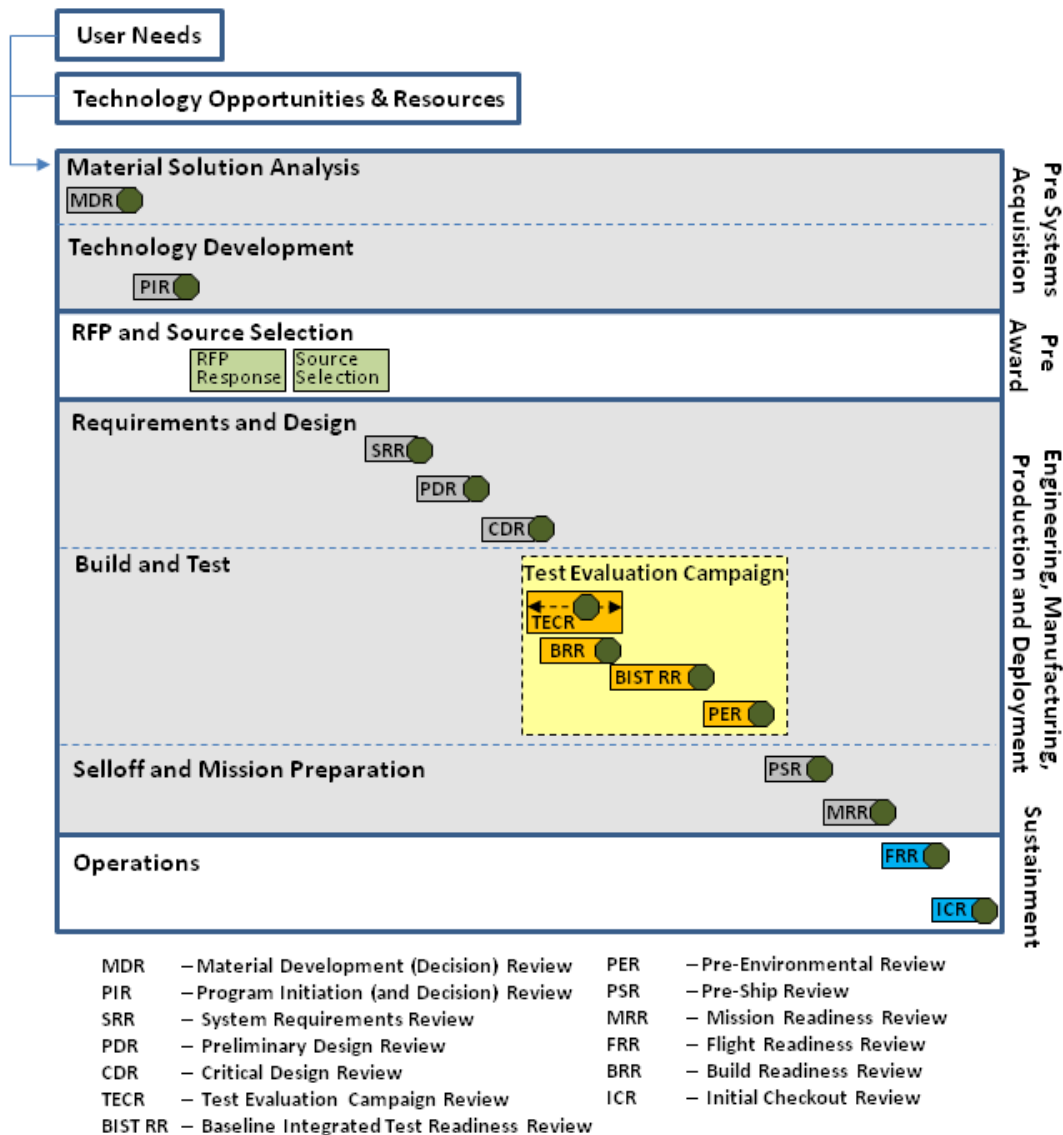 User Needs
Technology Opportunities & Resources
Material Solution Analysis
MDR
Technology Development
PIR
Pre Systems
Acquisition
RFP and Source Selection
RFP
Response
Source
Selection
Pre
Award
Requirements and Design
SRR
PDR
CDR
Build and Test
Test Evaluation Campaign
TECR
BRR
BIST RR
PER
Selloff and Mission Preparation
PSR
MRR
Engineering, Manufacturing,
Production and Deployment
Operations
FRR
ICR
Sustainment
MDR – Material Development (Decision) Review
PIR – Program Initiation (and Decision) Review
SRR – System Requirements Review
PDR – Preliminary Design Review
CDR – Critical Design Review
TECR – Test Evaluation Campaign Review
BIST RR – Baseline Integrated Test Readiness Review
PER – Pre-Environmental Review
PSR – Pre-Ship Review
MRR – Mission Readiness Review
FRR – Flight Readiness Review
BRR – Build Readiness Review
ICR – Initial Checkout Review